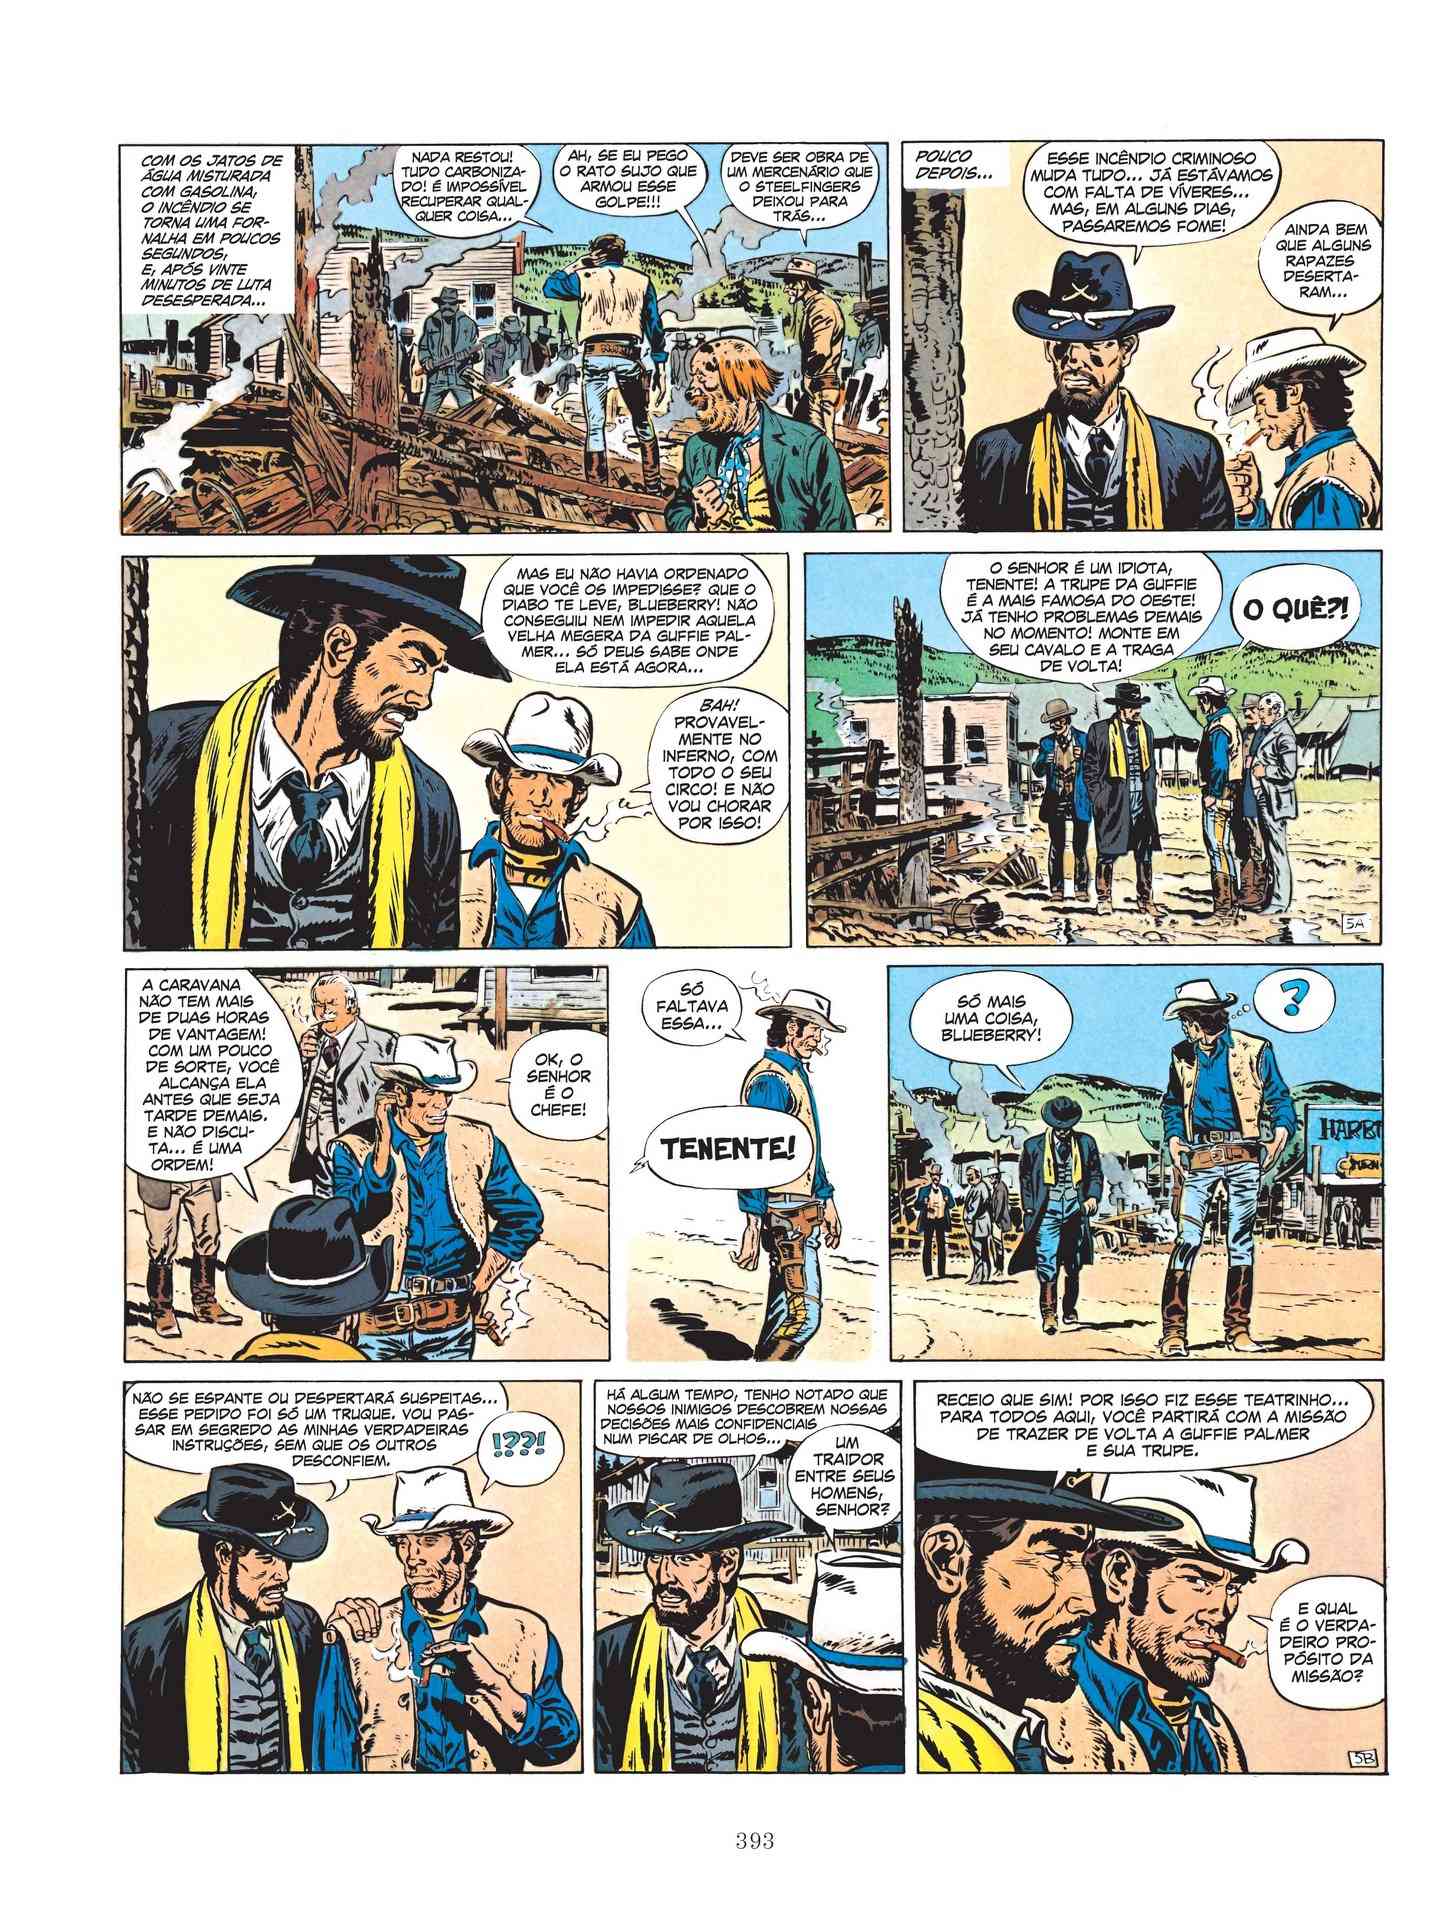 COM OS JATOS DE
ÁGUA MISTURADA
COM GASOLINA,
O INCÊNDIO SE
TORNA UMA FOR-
NALHA EM POUCOS
SEGUNDOS,
E, APÓS VINTE
MINUTOS DE LUTA
DESESPERADA...
NADA RESTOU!
TUDO CARBONIZA-
DO! É IMPOSSÍVEL
RECUPERAR QUAL-
QUER COISA...
AH, SE EU PEGO
O RATO SUJO QUE
ARMOU ESSE
GOLPE!!!
DEVE SER OBRA DE
UM MERCENÁRIO QUE
O STEELFINGERS
DEIXOU PARA
TRÁS...
POUCO
DEPOIS...
ESSE INCÊNDIO CRIMINOSO
MUDA TUDO... JÁ ESTÁVAMOS
COM FALTA DE VÍVERES...
MAS, EM ALGUNS DIAS,
PASSAREMOS FOME!
AINDA BEM
QUE ALGUNS
RAPAZES
DESERTA-
RAM...
MAS EU NÃO HAVIA ORDENADO
QUE VOCÊ OS IMPEDISSE? QUE O
DIABO TE LEVE, BLUEBERRY! NÃO
CONSEGUIU NEM IMPEDIR AQUELA
VELHA MEGERA DA GUFFIE PAL-
MER... SÓ DEUS SABE ONDE
ELA ESTÁ AGORA...
BAH!
PROVAVEL-
MENTE NO
INFERNO, COM
TODO O SEU
CIRCO! E NÃO
VOU CHORAR
POR ISSO!
O SENHOR É UM IDIOTA,
TENENTE! A TRUPE DA GUFFIE
É A MAIS FAMOSA DO OESTE!
JÁ TENHO PROBLEMAS DEMAIS
NO MOMENTO! MONTE EM
SEU CAVALO E A TRAGA
DE VOLTA!
O QUÊ?!
5A
A CARAVANA
NÃO TEM MAIS
DE DUAS HORAS
DE VANTAGEM!
COM UM POUCO
DE SORTE, VOCÊ
ALCANÇA ELA
ANTES QUE SEJA
TARDE DEMAIS.
E NÃO DISCU-
TA... É UMA
ORDEM!
OK, O
SENHOR
É O
CHEFE!
SÓ
FALTAVA
ESSA...
TENENTE!
SÓ MAIS
UMA COISA,
BLUEBERRY!
?
HARB
NÃO SE ESPANTE OU DESPERTARÁ SUSPEITAS...
ESSE PEDIDO FOI SÓ UM TRUQUE. VOU PAS-
SAR EM SEGREDO AS MINHAS VERDADEIRAS
INSTRUÇÕES, SEM QUE OS OUTROS
DESCONFIEM.
!??!
HÁ ALGUM TEMPO, TENHO NOTADO QUE
NOSSOS INIMIGOS DESCOBREM NOSSAS
DECISÕES MAIS CONFIDENCIAIS
NUM PISCAR DE OLHOS...
UM
TRAIDOR
ENTRE SEUS
HOMENS,
SENHOR?
RECEIO QUE SIM! POR ISSO FIZ ESSE TEATRINHO...
PARA TODOS AQUI, VOCÊ PARTIRÁ COM A MISSÃO
DE TRAZER DE VOLTA A GUFFIE PALMER
E SUA TRUPE.
E QUAL
É O VERDA-
DEIRO PRO-
PÓSITO DA
MISSÃO?
5B
393